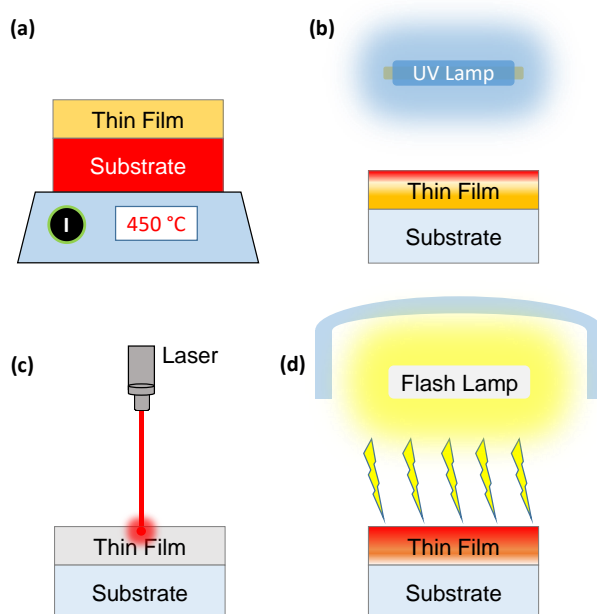 (a)
Thin Film
Substrate
I
450 °C
(b)
UV Lamp
Thin Film
Substrate
(c)
Laser
Thin Film
Substrate
(d)
Flash Lamp
Thin Film
Substrate